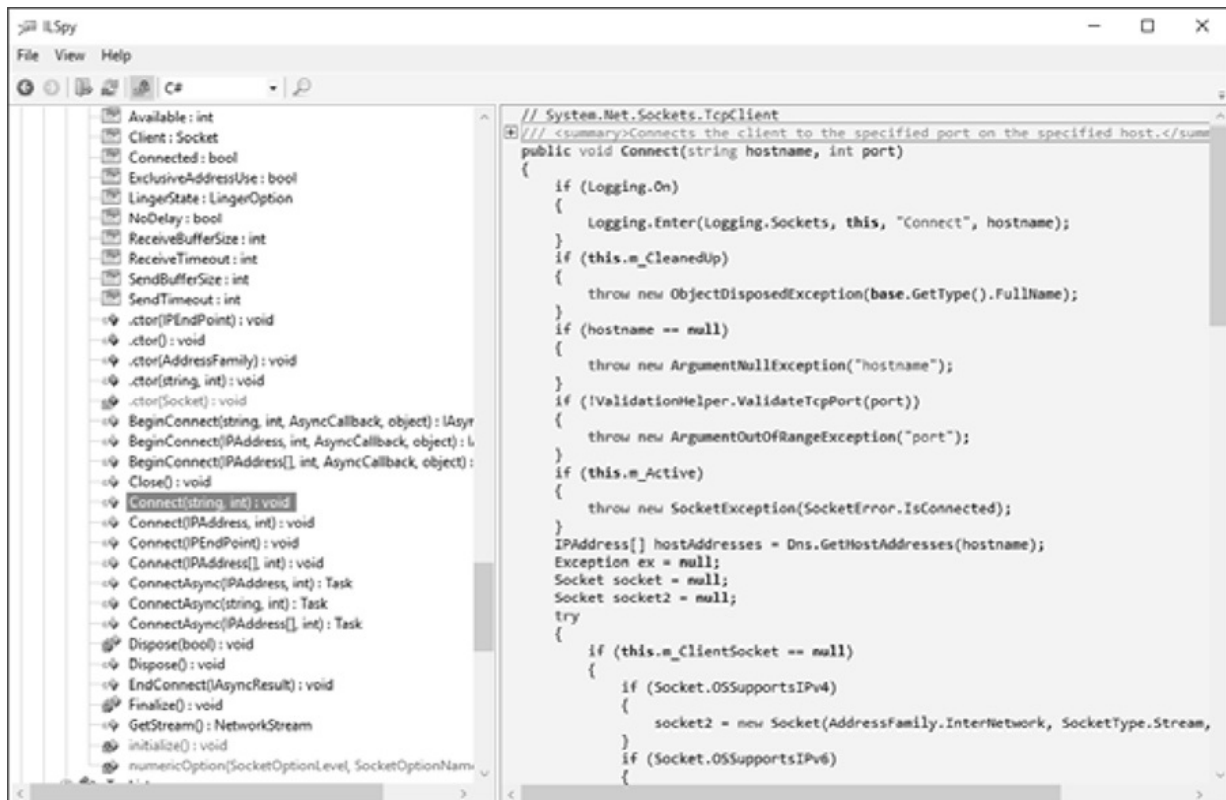 ILSpy
File View Help
C#
Available : int
Client : Socket
Connected : bool
ExclusiveAddressUse : bool
LingerState : LingerOption
NoDelay : bool
ReceiveBufferSize : int
ReceiveTimeout : int
SendBufferSize : int
SendTimeout : int
.ctor(IPEndPoint) : void
.ctor() : void
.ctor(AddressFamily) : void
.ctor(string, int) : void
.ctor(Socket) : void
BeginConnect(string, int, AsyncCallback, object) : IAsyr
BeginConnect(IPAddress, int, AsyncCallback, object) : I
BeginConnect(IPAddress[], int, AsyncCallback, object) :
Close() : void
Connect(string, int) : void
Connect(IPAddress, int) : void
Connect(IPEndPoint) : void
Connect(IPAddress[], int) : void
ConnectAsync(IPAddress, int) : Task
ConnectAsync(string, int) : Task
ConnectAsync(IPAddress[], int) : Task
Dispose(bool) : void
Dispose() : void
EndConnect(IAsyncResult) : void
Finalize() : void
GetStream() : NetworkStream
initialize() : void
numericOption(SocketOptionLevel, SocketOptionNam
// System.Net.Sockets.TcpClient
/// <summary>Connects the client to the specified port on the specified host.</summ
public void Connect(string hostname, int port)
{
if (Logging.On)
{
Logging.Enter(Logging.Sockets, this, "Connect", hostname);
}
if (this.m_CleanedUp)
{
throw new ObjectDisposedException(base.GetType().FullName);
}
if (hostname == null)
{
throw new ArgumentNullException("hostname");
}
if (!ValidationHelper.ValidateTcpPort(port))
{
throw new ArgumentOutOfRangeException("port");
}
if (this.m_Active)
{
throw new SocketException(SocketError.IsConnected);
}
IPAddress[] hostAddresses = Dns.GetHostAddresses(hostname);
Exception ex = null;
Socket socket = null;
Socket socket2 = null;
try
{
if (this.m_ClientSocket == null)
{
if (Socket.OSSupportsIPv4)
{
socket2 = new Socket(AddressFamily.InterNetwork, SocketType.Stream,
}
if (Socket.OSSupportsIPv6)
{